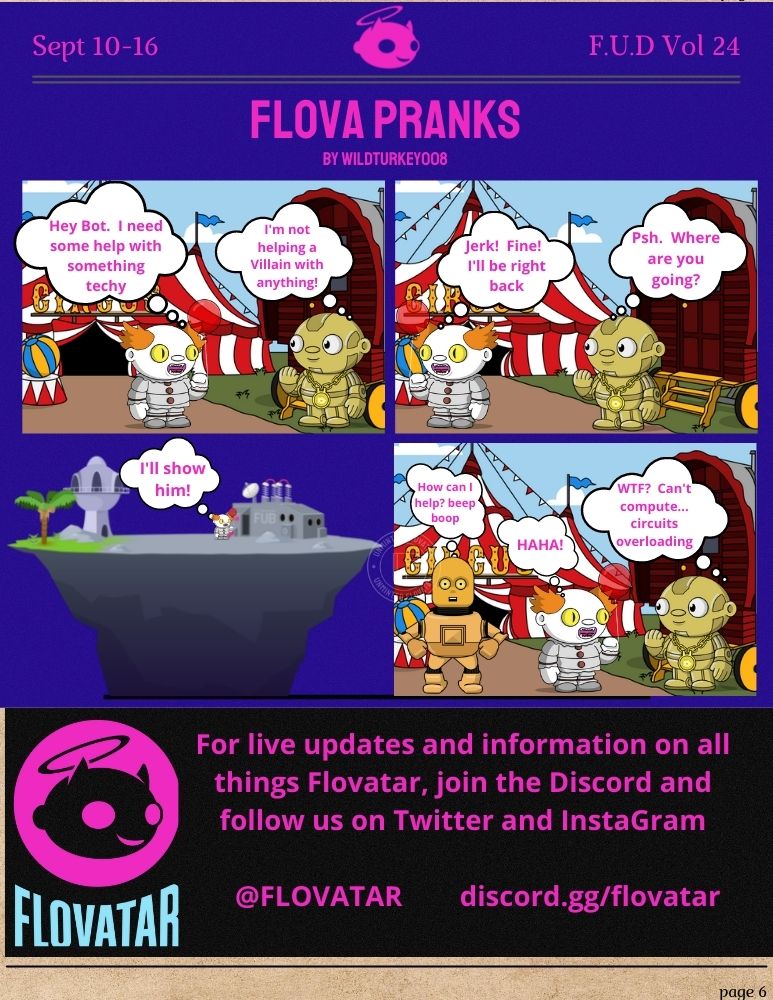 Sept 10-16
F.U.D Vol 24
FLOVA PRANKS
BY WILDTURKEY008
Hey Bot. I need
some help with
something
techy
I'm not
helping a
Villain with
anything!
CIRCUS
Jerk! Fine!
I'll be right
back
Psh. Where
are you
going?
I'll show
him!
FUB
How can I
help? beep
boop
HAHA!
WTF? Can't
compute...
circuits
overloading
For live updates and information on all
things Flovatar, join the Discord and
follow us on Twitter and InstaGram
@FLOVATAR
discord.gg/flovatar
FLOVATAR
page 6